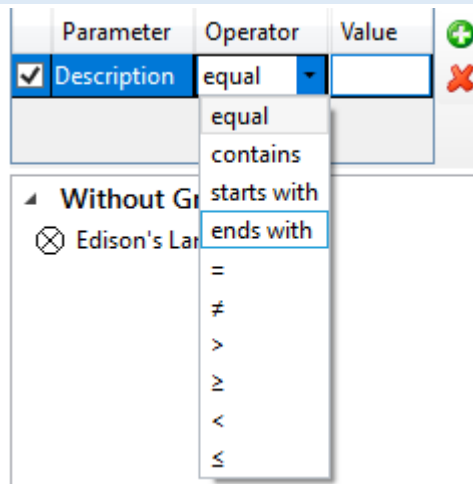 Parameter Operator Value
Description equal
equal
contains
starts with
ends with
=
≠
>
≥
<
≤
Without Gr
Edison's Lar